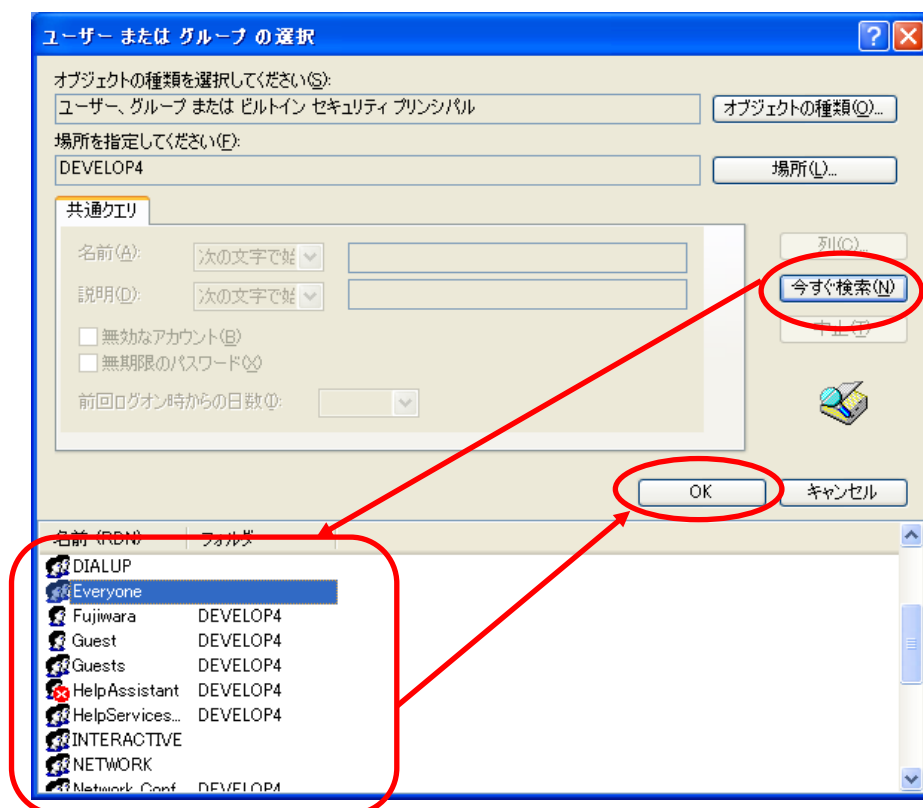 ユーザー または グループ の選択
オブジェクトの種類を選択してください(S):
ユーザー、グループ または ビルトイン セキュリティ プリンシパル
オブジェクトの種類(O)...
場所を指定してください(F):
DEVELOP4
場所(L)...
共通クエリ
名前(A): 次の文字で始
列(C)...
説明(D): 次の文字で始
今すぐ検索(N)
中止(T)
無効なアカウント(B)
無期限のパスワード(X)
前回ログオン時からの日数(I):
OK キャンセル
名前 (RDN) フォルダ
DIALUP
Everyone
Fujiwara DEVELOP4
Guest DEVELOP4
Guests DEVELOP4
HelpAssistant DEVELOP4
HelpServices... DEVELOP4
INTERACTIVE
NETWORK
Network Conf DEVELOP4